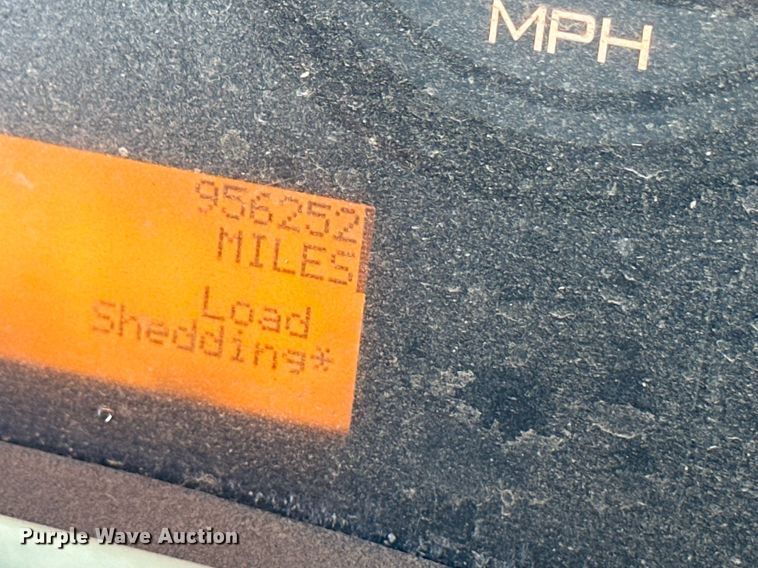 MPH
956252
MILES
Load
Shedding*
Purple Wave Auction